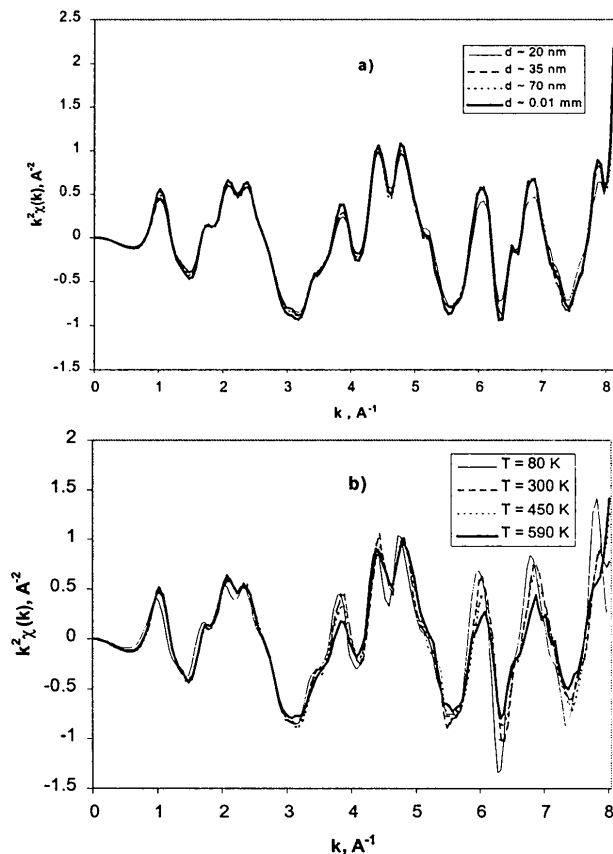 a)
d ~ 20 nm
d ~ 35 nm
d ~ 70 nm
d ~ 0.01 mm
2.5
2
1.5
1
0.5
0
-0.5
-1
-1.5
k²χ(k), A⁻²
0 1 2 3 4 5 6 7 8
k , A⁻¹
b)
T = 80 K
T = 300 K
T = 450 K
T = 590 K
2
1.5
1
0.5
0
-0.5
-1
-1.5
k²χ(k), A⁻²
0 1 2 3 4 5 6 7 8
k, A⁻¹